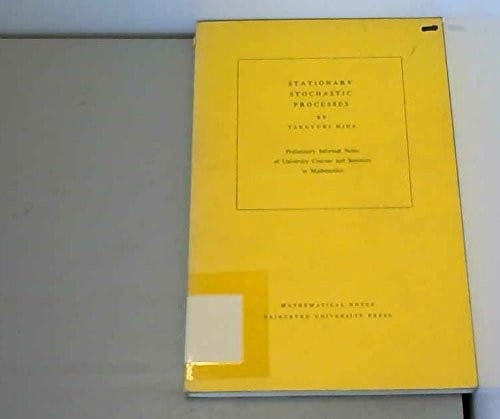 STATIONARY
STOCHASTIC
PROCESSES
BY
TAKEYUKI HIDA
Preliminary Informal Notes
of University Courses and Seminars
in Mathematics
MATHEMATICAL NOTES
PRINCETON UNIVERSITY PRESS